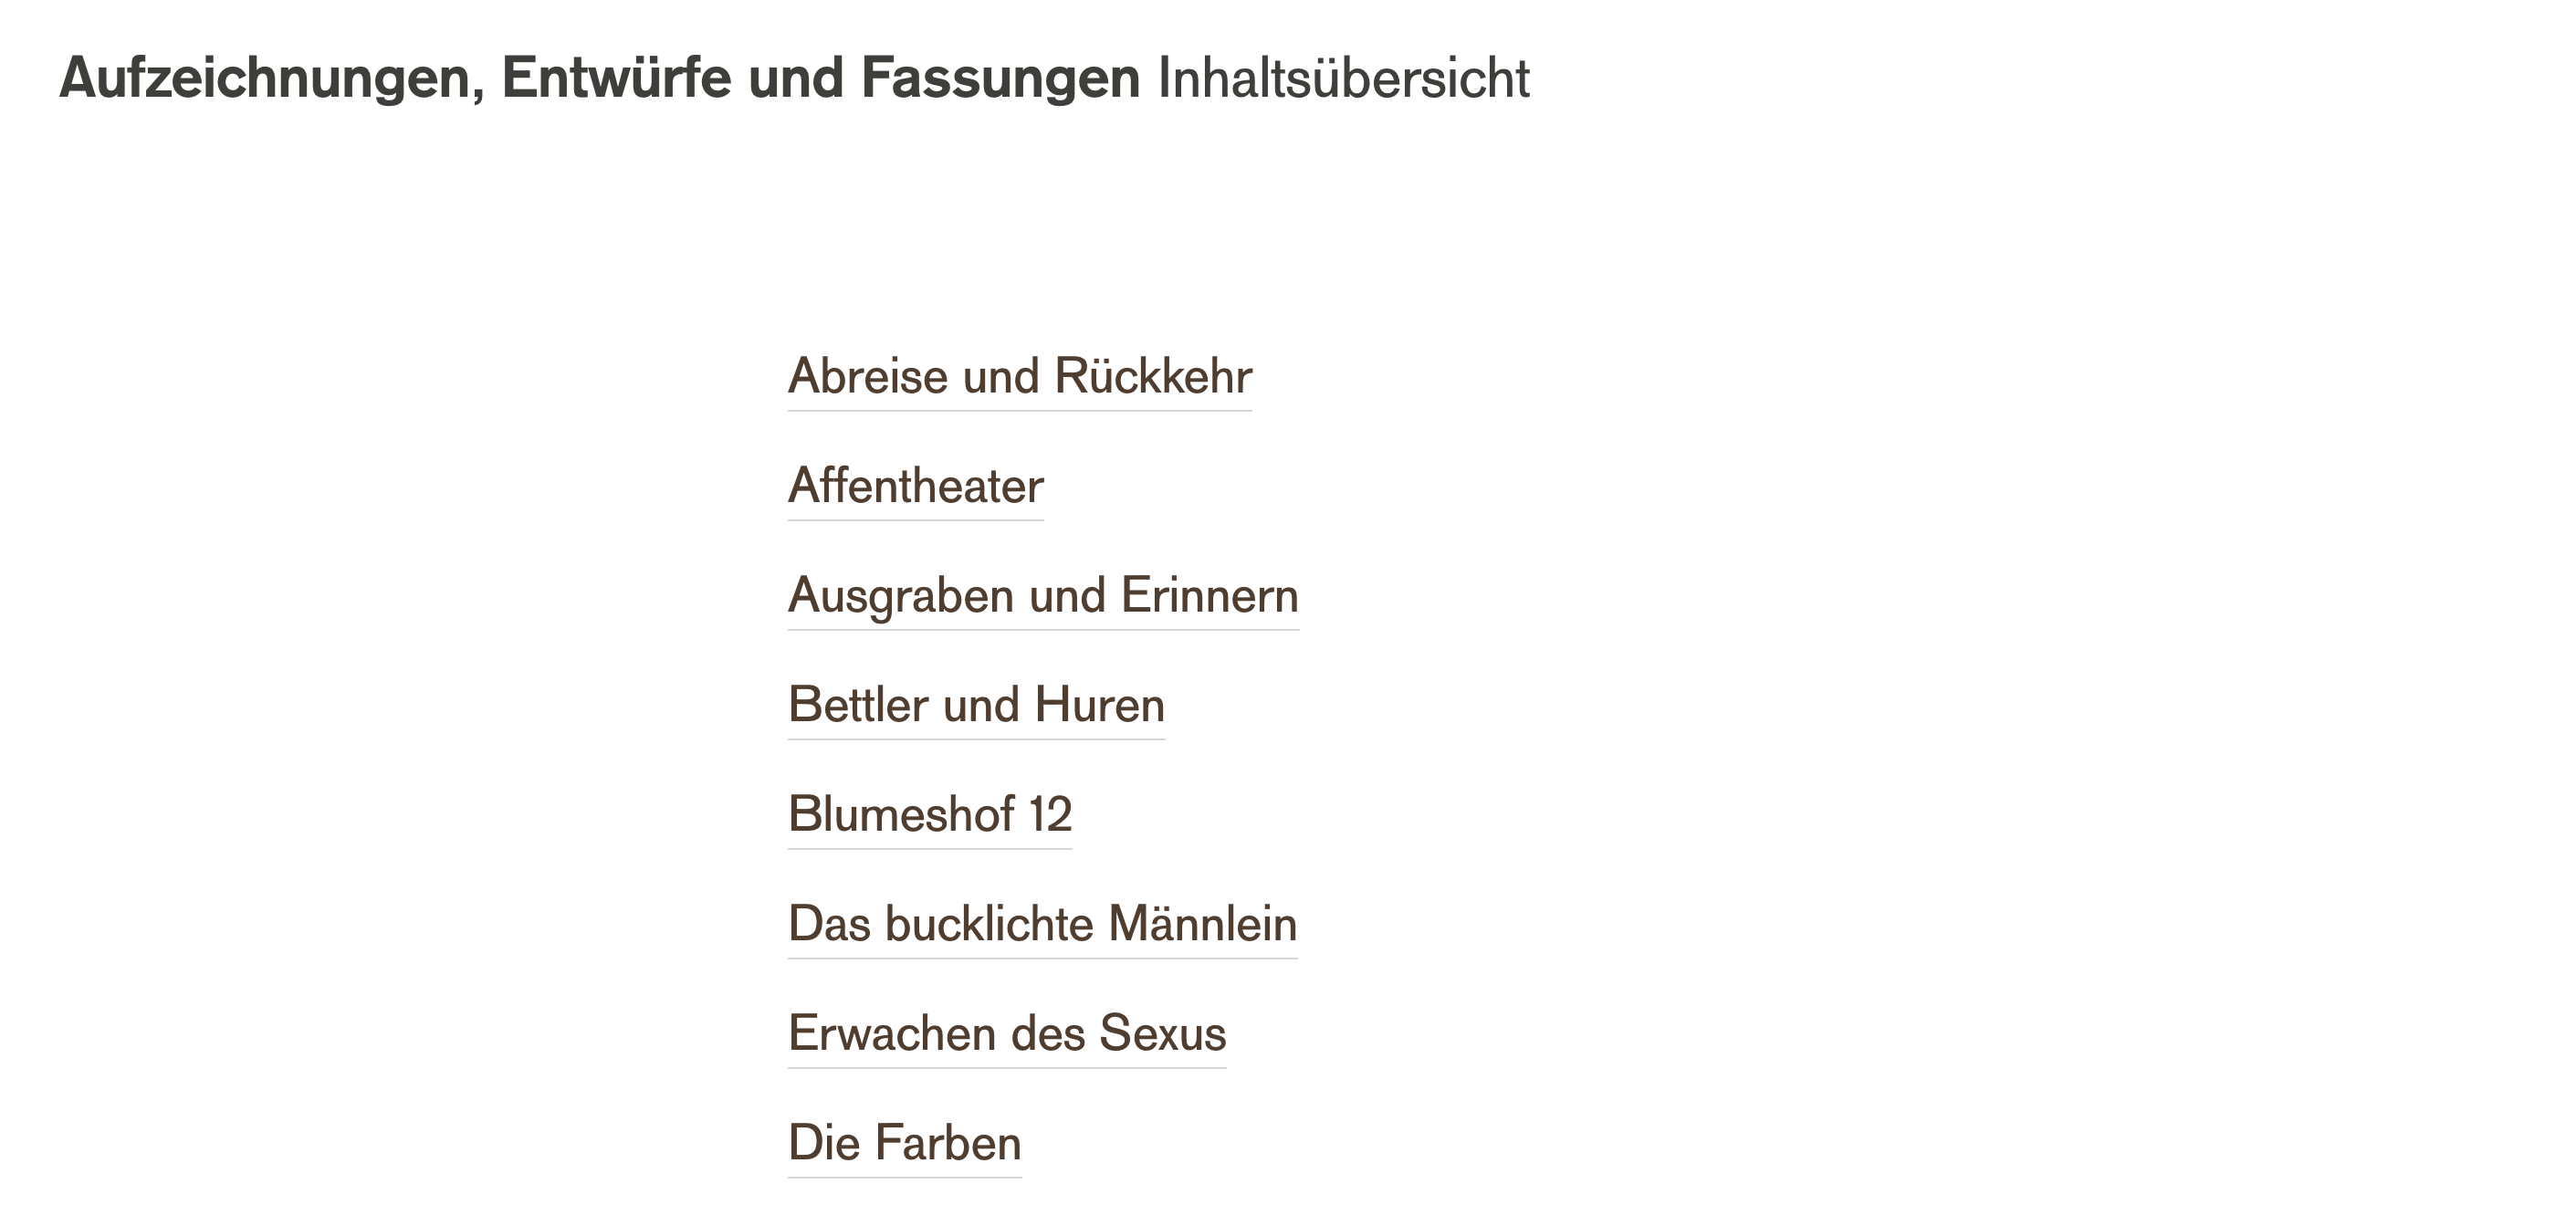 Aufzeichnungen, Entwürfe und Fassungen Inhaltsübersicht
Abreise und Rückkehr
Affentheater
Ausgraben und Erinnern
Bettler und Huren
Blumeshof 12
Das bucklichte Männlein
Erwachen des Sexus
Die Farben